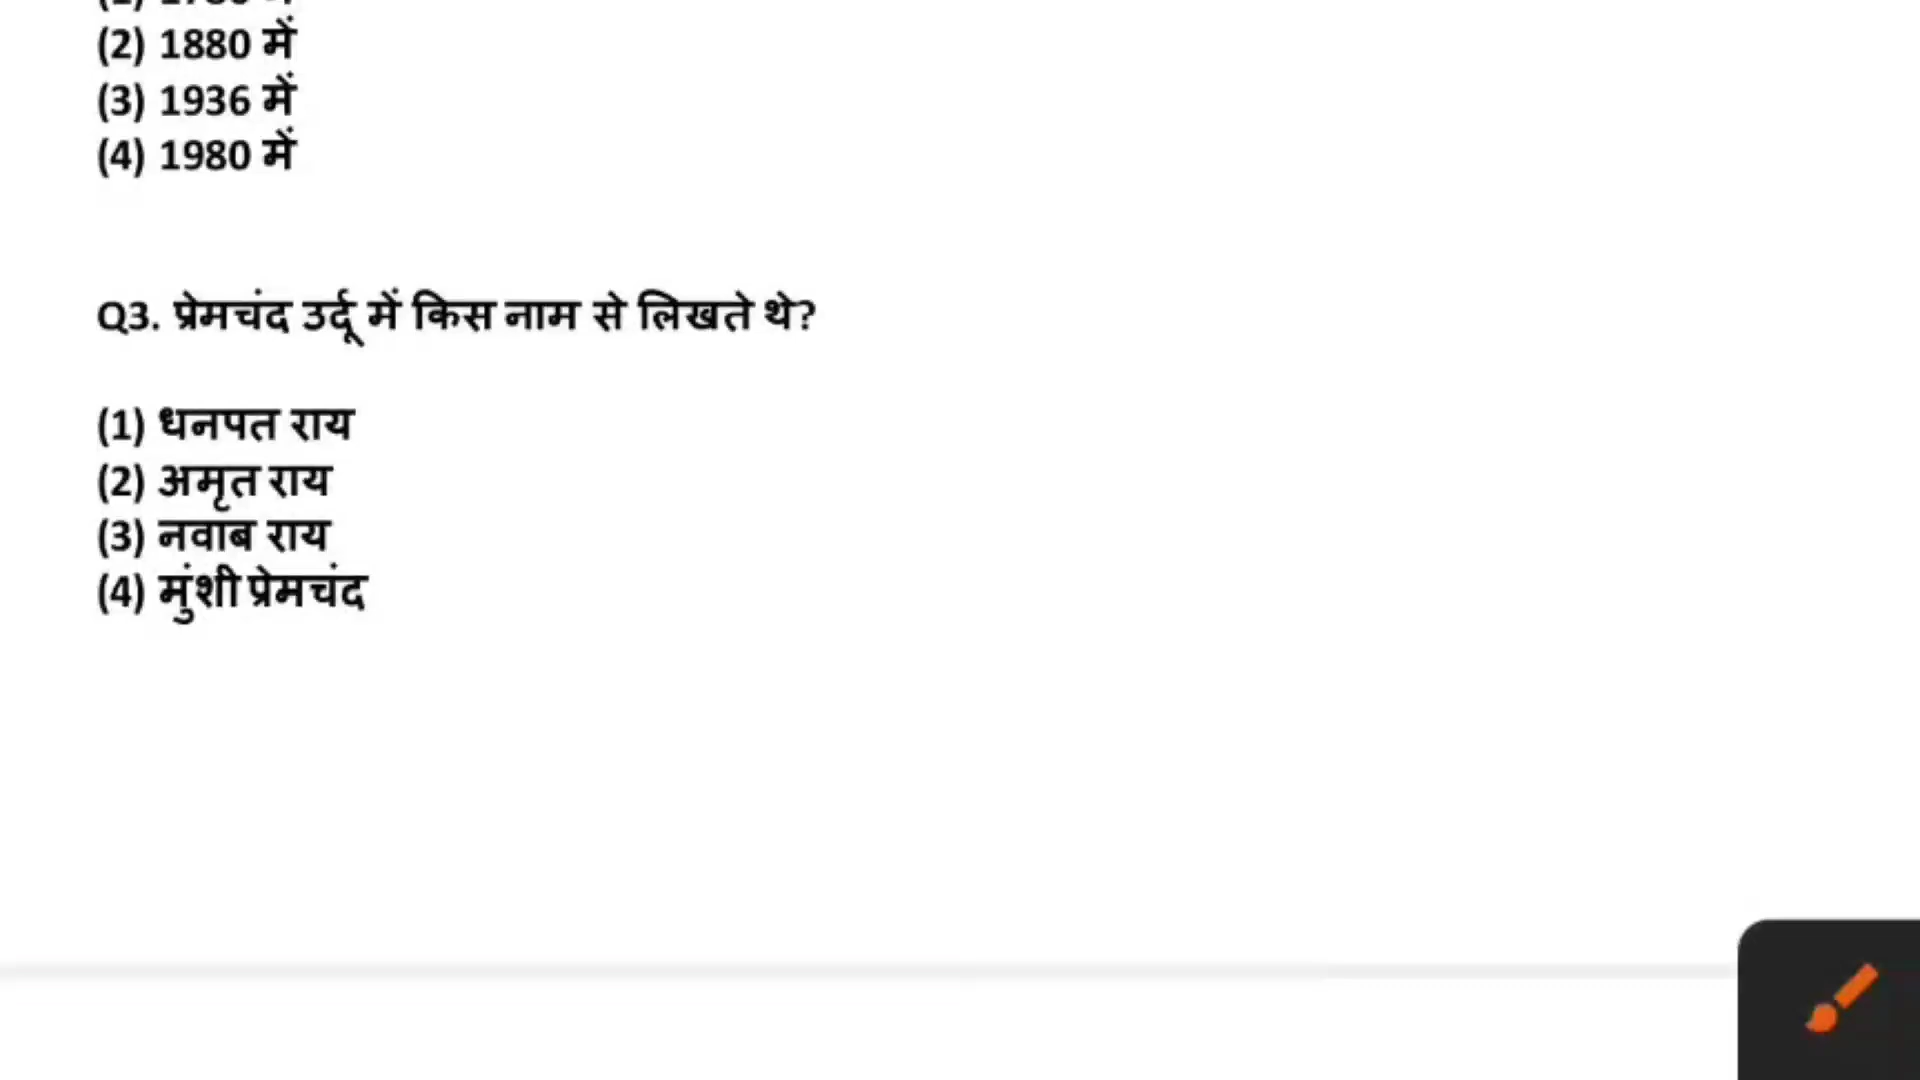 (2) 1880 में
(3) 1936 में
(4) 1980 में
Q3. प्रेमचंद उर्दू में किस नाम से लिखते थे?
(1) धनपत राय
(2) अमृत राय
(3) नवाब राय
(4) मुंशी प्रेमचंद